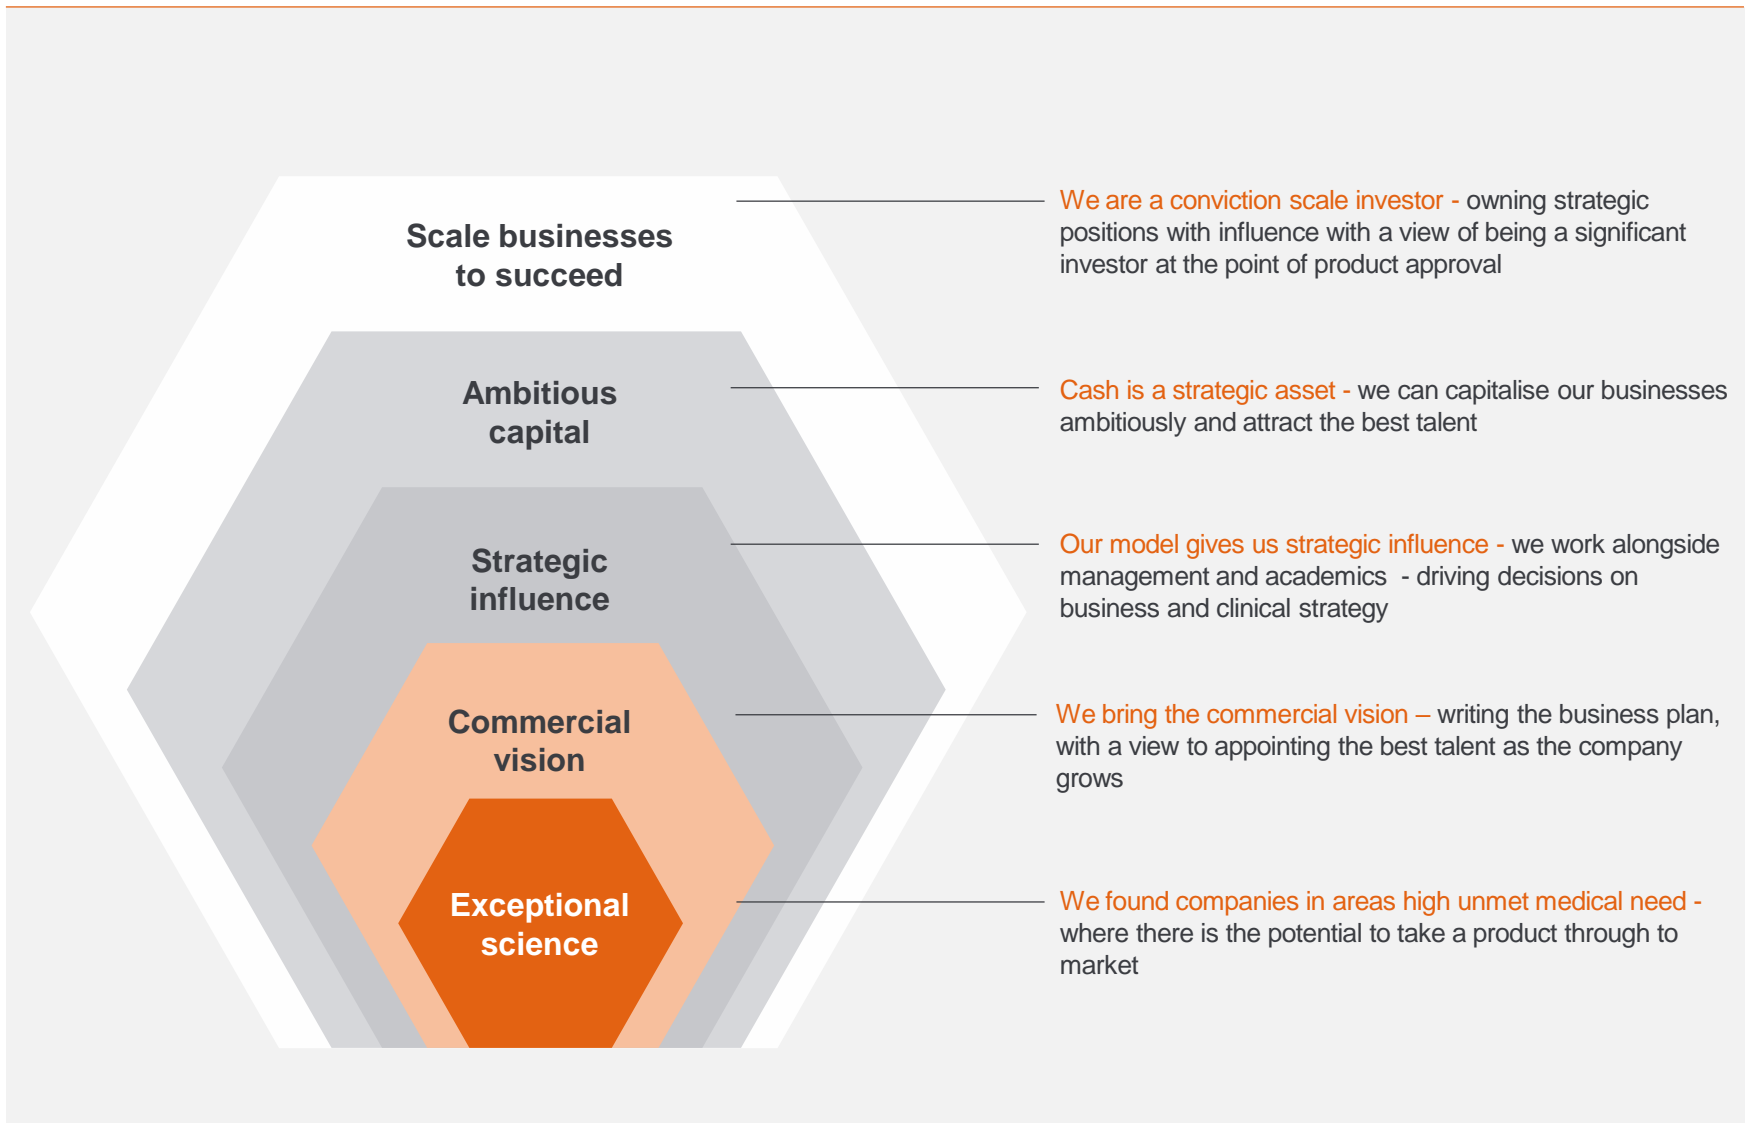 Scale businesses
to succeed
We are a conviction scale investor - owning strategic
positions with influence with a view of being a significant
investor at the point of product approval
Ambitious
capital
Cash is a strategic asset - we can capitalise our businesses
ambitiously and attract the best talent
Strategic
influence
Our model gives us strategic influence - we work alongside
management and academics  - driving decisions on
business and clinical strategy
Commercial
vision
We bring the commercial vision – writing the business plan,
with a view to appointing the best talent as the company
grows
Exceptional
science
We found companies in areas high unmet medical need -
where there is the potential to take a product through to
market